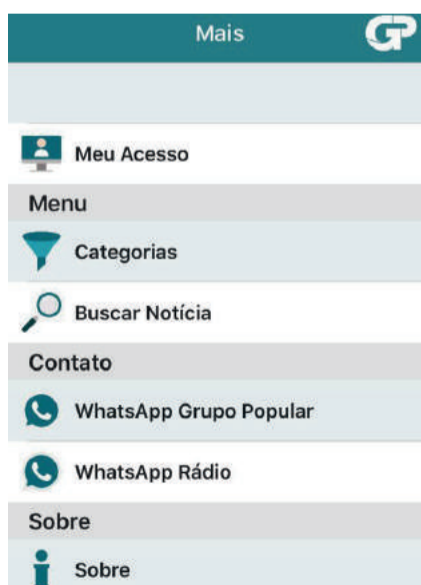 Mais
GP
Meu Acesso
Menu
Categorias
Buscar Notícia
Contato
WhatsApp Grupo Popular
WhatsApp Rádio
Sobre
Sobre